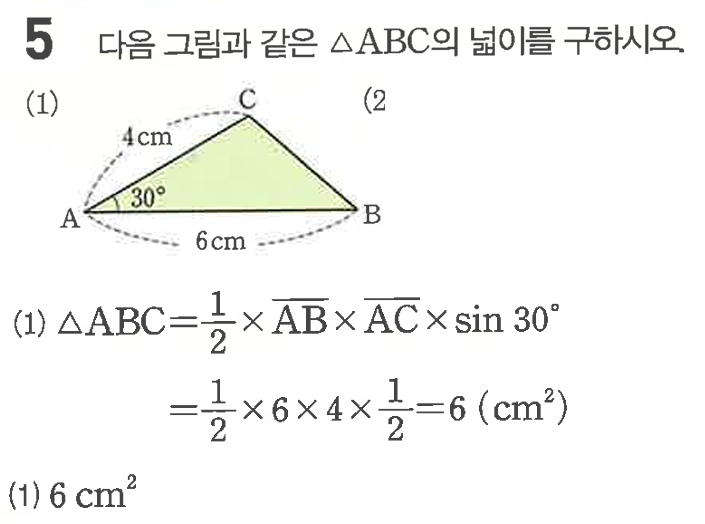 5 다음 그림과 같은 △ABC의 넓이를 구하시오.
(1) (2
C
4cm
30°
A
B
6cm
(1) △ABC=1/2×A̅B̅×A̅C̅×sin 30°
=1/2×6×4×1/2=6 (cm²)
(1) 6 cm²